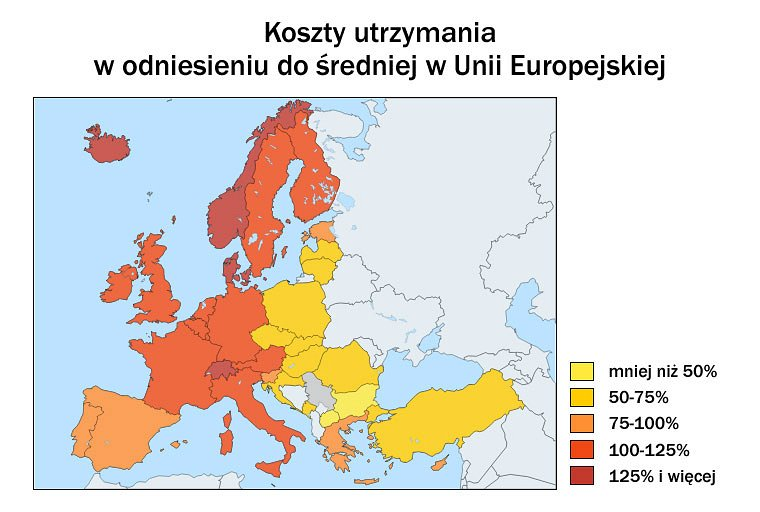 Koszty utrzymania
w odniesieniu do średniej w Unii Europejskiej
mniej niż 50%
50-75%
75-100%
100-125%
125% i więcej